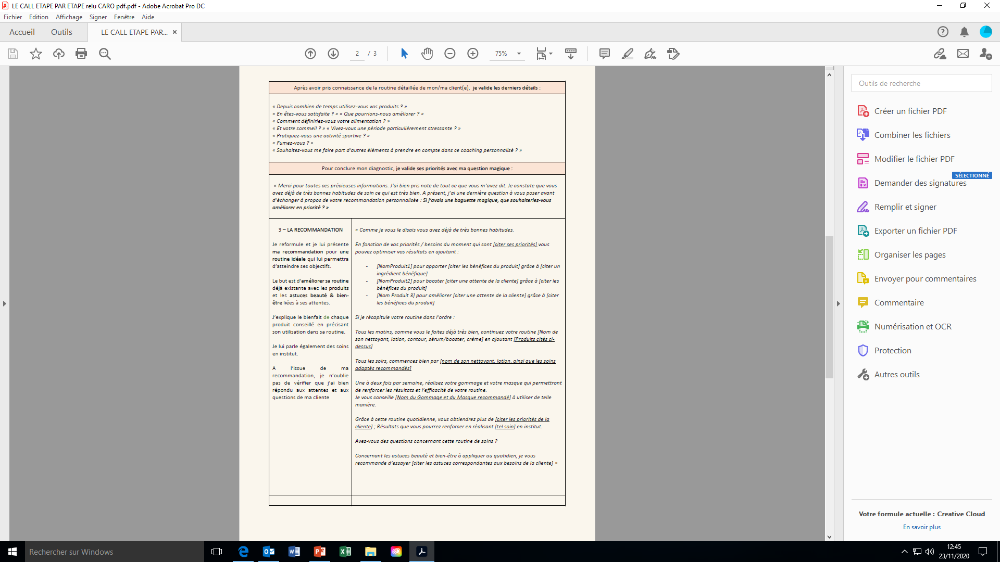 LE CALL ETAPE PAR ETAPE relu CARO pdf.pdf - Adobe Acrobat Pro DC
Fichier Edition Affichage Signer Fenêtre Aide
Accueil Outils LE CALL ETAPE PAR... ×
2 / 3 75%
Après avoir pris connaissance de la routine détaillée de mon/ma client(e), je valide les derniers détails :
« Depuis combien de temps utilisez-vous vos produits ? »
« En êtes-vous satisfaite ? » « Que pourrions-nous améliorer ? »
« Comment définiriez-vous votre alimentation ? »
« Et votre sommeil ? » « Vivez-vous une période particulièrement stressante ? »
« Pratiquez-vous une activité sportive ? »
« Fumez-vous ? »
« Souhaitez-vous me faire part d'autres éléments à prendre en compte dans ce coaching personnalisé ? »
Pour conclure mon diagnostic, je valide ses priorités avec ma question magique :
« Merci pour toutes ces précieuses informations. J'ai bien pris note de tout ce que vous m'avez dit. Je constate que vous
avez déjà de très bonnes habitudes de soin ce qui est très bien. A présent, j'ai une dernière question à vous poser avant
d'échanger à propos de votre recommandation personnalisée : Si j'avais une baguette magique, que souhaiteriez-vous
améliorer en priorité ? »
3 – LA RECOMMANDATION
Je reformule et je lui présente
ma recommandation pour une
routine idéale qui lui permettra
d'atteindre ses objectifs.
Le but est d'améliorer sa routine
déjà existante avec les produits
et les astuces beauté & bien-
être liées à ses attentes.
J'explique le bienfait de chaque
produit conseillé en précisant
son utilisation dans sa routine.
Je lui parle également des soins
en institut.
A l'issue de ma
recommandation, je n'oublie
pas de vérifier que j'ai bien
répondu aux attentes et aux
questions de ma cliente
« Comme je vous le disais vous avez déjà de très bonnes habitudes.
En fonction de vos priorités / besoins du moment qui sont [citer ses priorités] vous
pouvez optimiser vos résultats en ajoutant :
- [NomProduit1] pour apporter [citer les bénéfices du produit] grâce à [citer un
ingrédient bénéfique]
- [NomProduit2] pour booster [citer une attente de la cliente] grâce à [citer les
bénéfices du produit]
- [Nom Produit 3] pour améliorer [citer une attente de la cliente] grâce à [citer
les bénéfices du produit]
Si je récapitule votre routine dans l'ordre :
Tous les matins, comme vous le faites déjà très bien, continuez votre routine [Nom de
son nettoyant, lotion, contour, sérum/booster, crème] en ajoutant [Produits cités ci-
dessus]
Tous les soirs, commencez bien par [nom de son nettoyant, lotion, ainsi que les soins
adaptés recommandés]
Une à deux fois par semaine, réalisez votre gommage et votre masque qui permettront
de renforcer les résultats et l'efficacité de votre routine.
Je vous conseille [Nom du Gommage et du Masque recommandé] à utiliser de telle
manière.
Grâce à cette routine quotidienne, vous obtiendrez plus de [citer les priorités de la
cliente] ; Résultats que vous pourrez renforcer en réalisant [tel soin] en institut.
Avez-vous des questions concernant cette routine de soins ?
Concernant les astuces beauté et bien-être à appliquer au quotidien, je vous
recommande d'essayer [citer les astuces correspondantes aux besoins de la cliente] »
Outils de recherche
Créer un fichier PDF
Combiner les fichiers
Modifier le fichier PDF
SÉLECTIONNÉ
Demander des signatures
Remplir et signer
Exporter un fichier PDF
Organiser les pages
Envoyer pour commentaires
Commentaire
Numérisation et OCR
Protection
Autres outils
Votre formule actuelle : Creative Cloud
En savoir plus
Rechercher sur Windows
12:45
23/11/2020